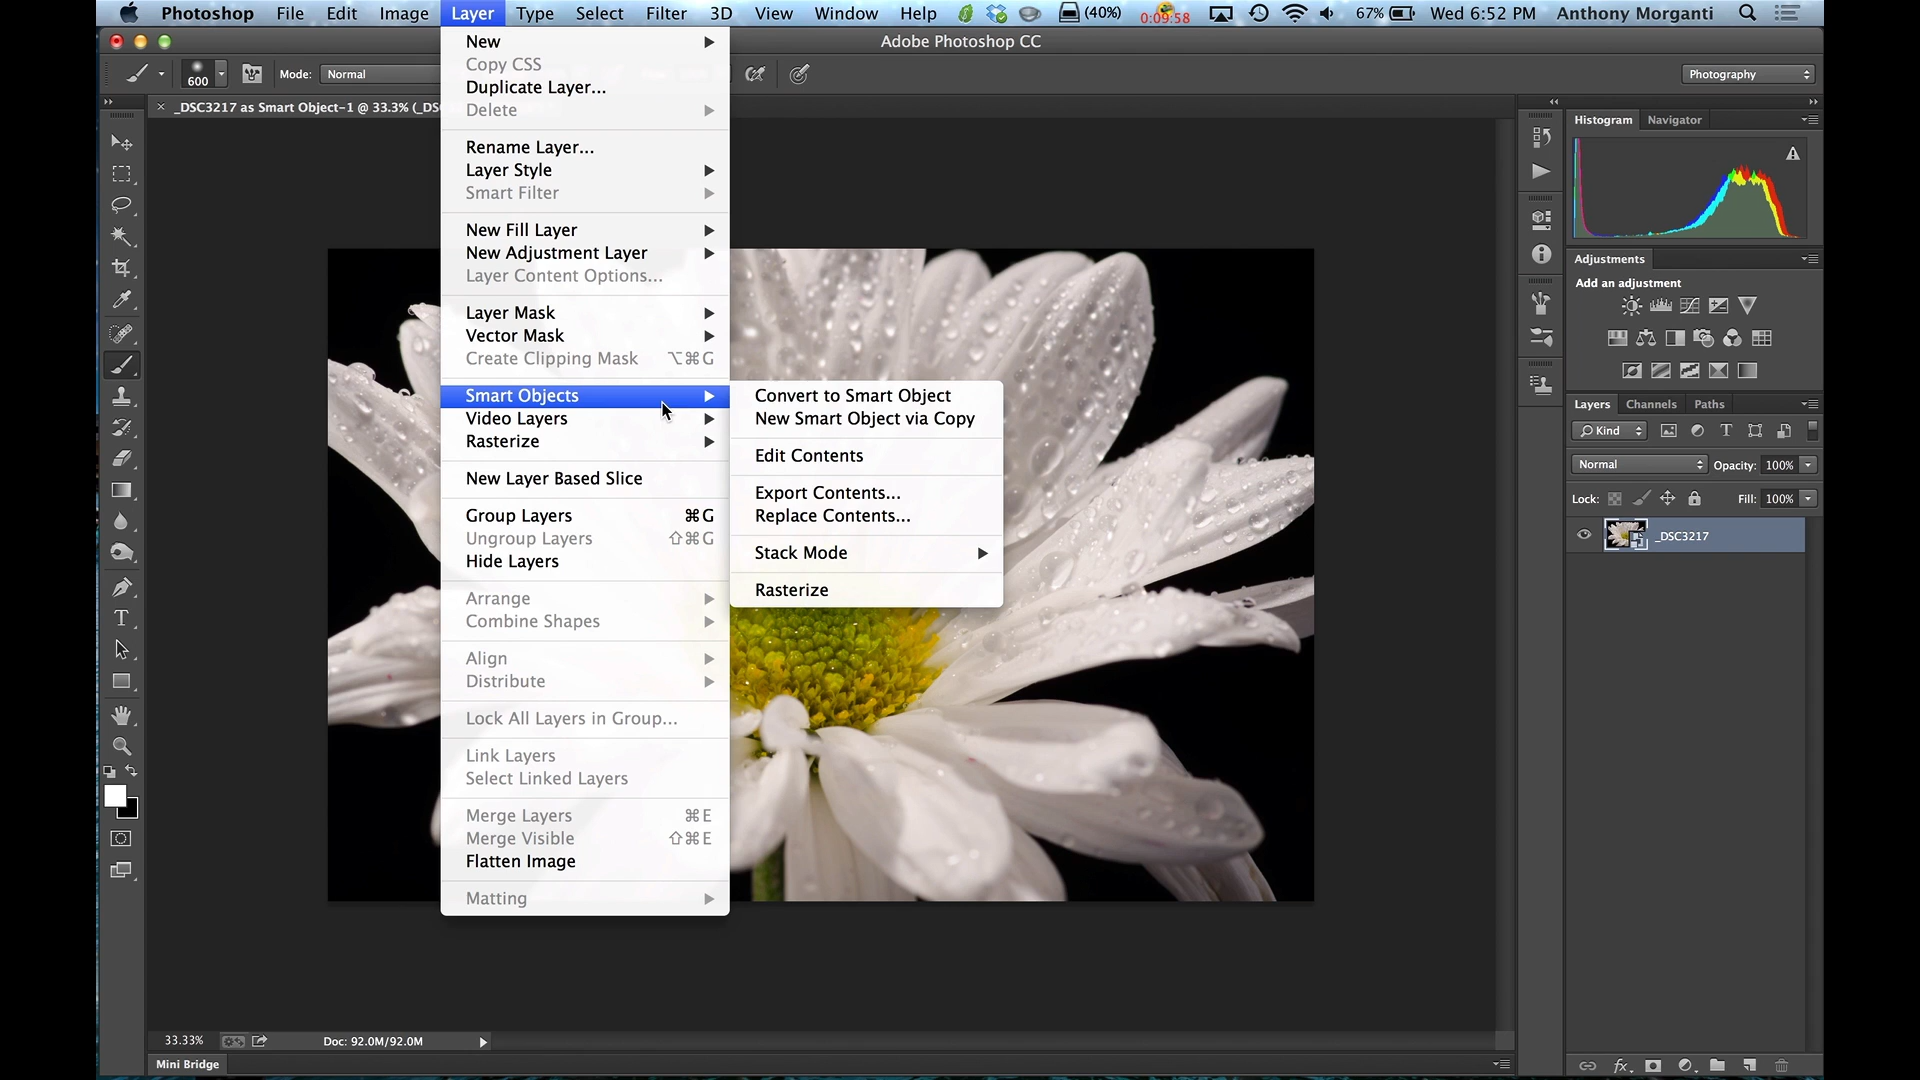 Photoshop File Edit Image Layer Type Select Filter 3D View Window Help (40%) 0:09:58 67% Wed 6:52 PM Anthony Morganti
Adobe Photoshop CC
600 Mode: Normal Photography
× _DSC3217 as Smart Object-1 @ 33.3% (_DS
New
Copy CSS
Duplicate Layer...
Delete
Rename Layer...
Layer Style
Smart Filter
New Fill Layer
New Adjustment Layer
Layer Content Options...
Layer Mask
Vector Mask
Create Clipping Mask ⌥⌘G
Smart Objects
Video Layers
Rasterize
New Layer Based Slice
Group Layers ⌘G
Ungroup Layers ⇧⌘G
Hide Layers
Arrange
Combine Shapes
Align
Distribute
Lock All Layers in Group...
Link Layers
Select Linked Layers
Merge Layers ⌘E
Merge Visible ⇧⌘E
Flatten Image
Matting
Convert to Smart Object
New Smart Object via Copy
Edit Contents
Export Contents...
Replace Contents...
Stack Mode
Rasterize
Histogram Navigator
Adjustments
Add an adjustment
Layers Channels Paths
Kind
Normal Opacity: 100%
Lock: Fill: 100%
_DSC3217
33.33% Doc: 92.0M/92.0M
Mini Bridge